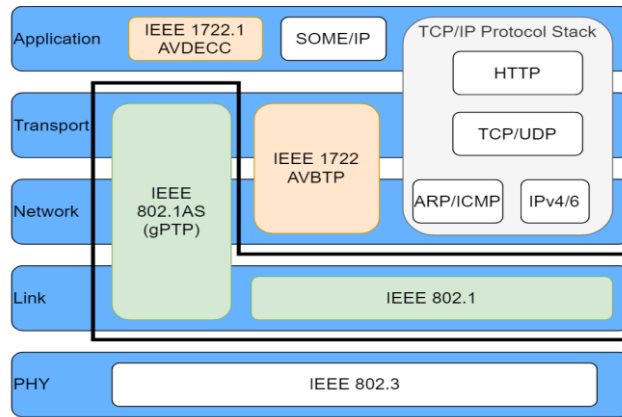 Application
IEEE 1722.1
AVDECC
SOME/IP
TCP/IP Protocol Stack
HTTP
Transport
IEEE
802.1AS
(gPTP)
IEEE 1722
AVBTP
TCP/UDP
Network
ARP/ICMP
IPv4/6
Link
IEEE 802.1
PHY
IEEE 802.3